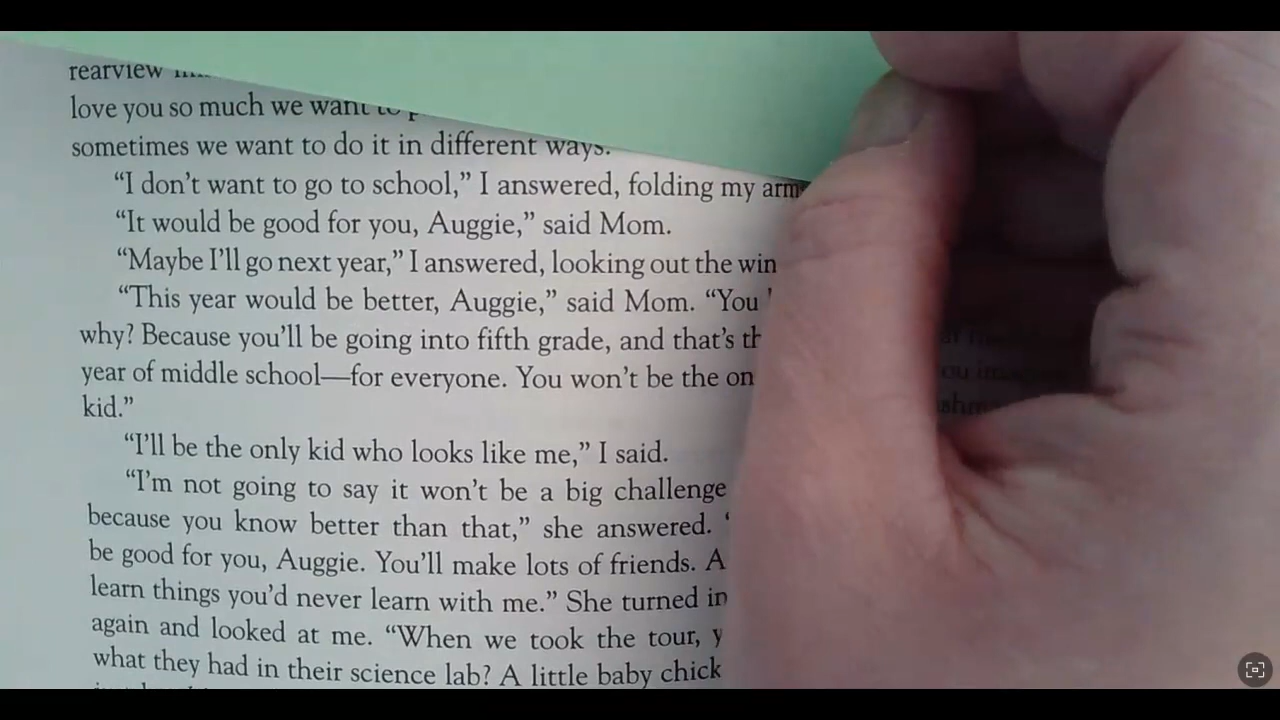 rearview
love you so much we want to
sometimes we want to do it in different ways.
“I don’t want to go to school,” I answered, folding my arm
“It would be good for you, Auggie,” said Mom.
“Maybe I’ll go next year,” I answered, looking out the win
“This year would be better, Auggie,” said Mom. “You
why? Because you’ll be going into fifth grade, and that’s th
year of middle school—for everyone. You won’t be the on
kid.”
“I’ll be the only kid who looks like me,” I said.
“I’m not going to say it won’t be a big challenge
because you know better than that,” she answered. “
be good for you, Auggie. You’ll make lots of friends. A
learn things you’d never learn with me.” She turned in
again and looked at me. “When we took the tour, y
what they had in their science lab? A little baby chick